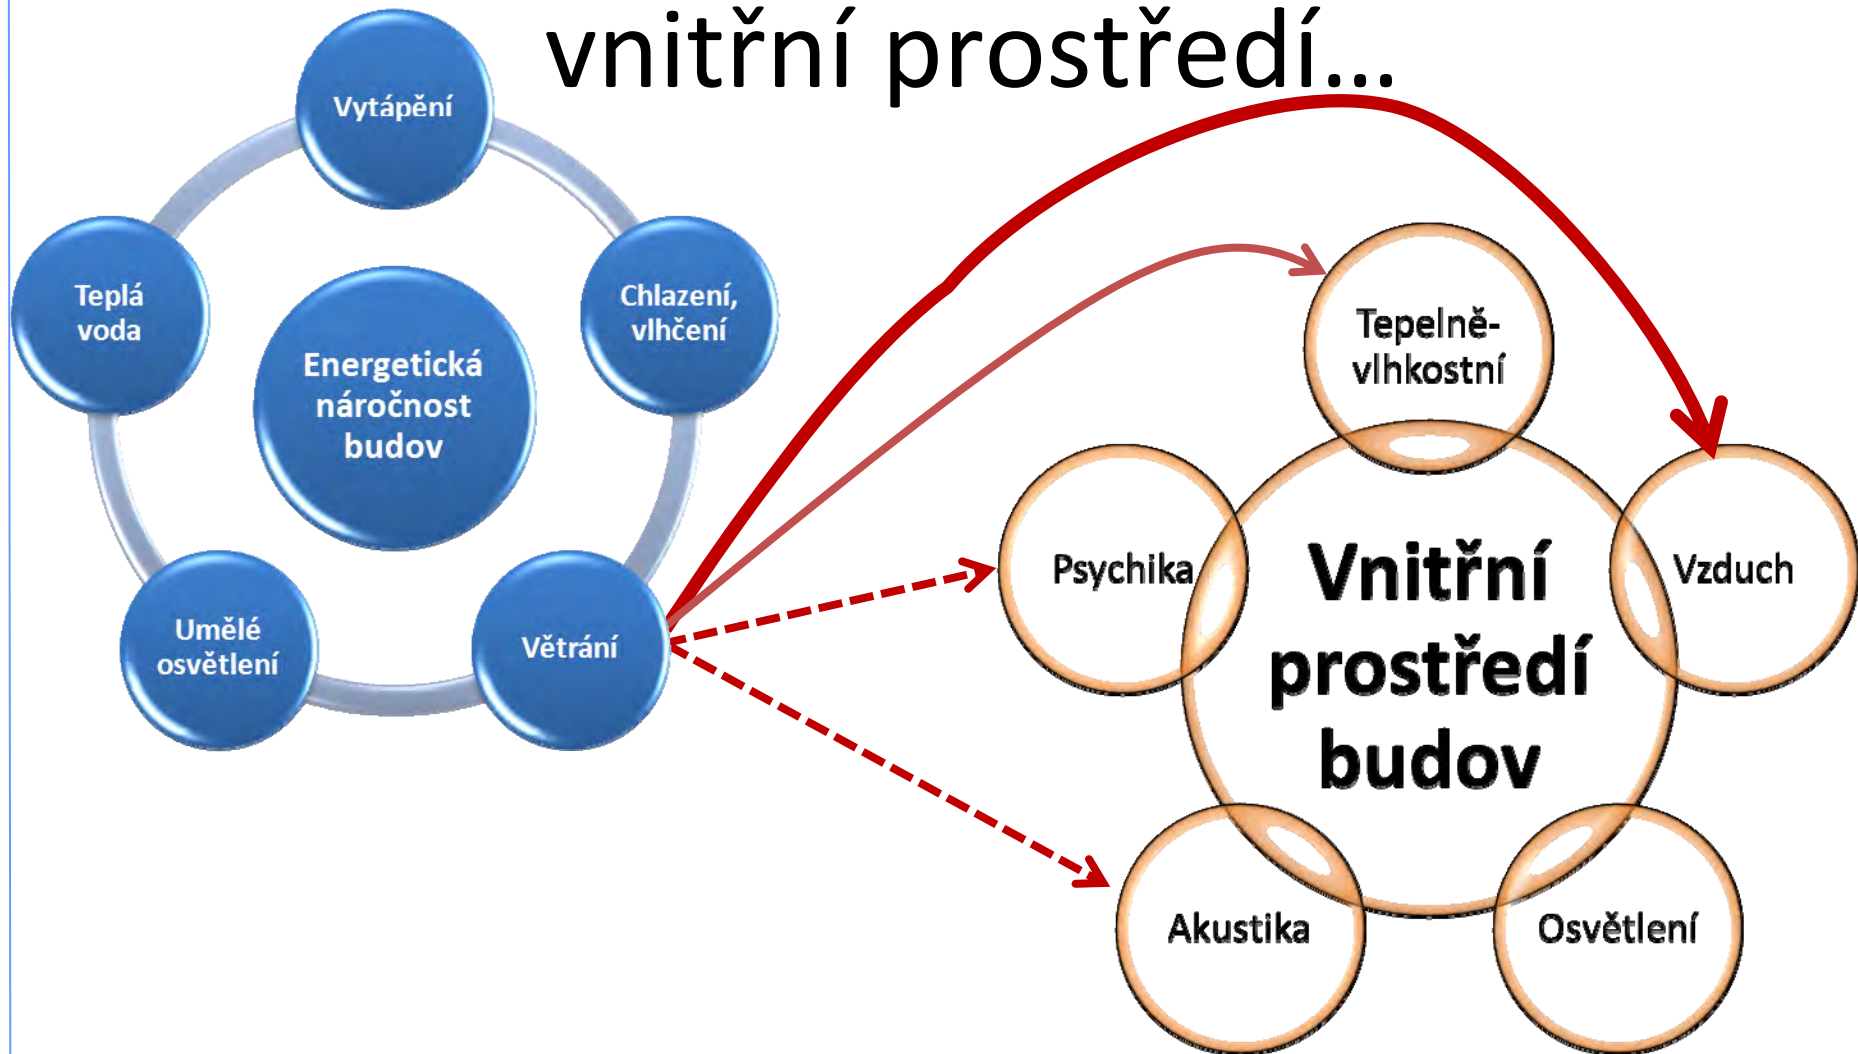 vnitřní prostředí...
Vytápění
Teplá
voda
Chlazení,
vlhčení
Energetická
náročnost
budov
Umělé
osvětlení
Větrání
Tepelně-
vlhkostní
Psychika
Vnitřní
prostředí
budov
Vzduch
Akustika
Osvětlení